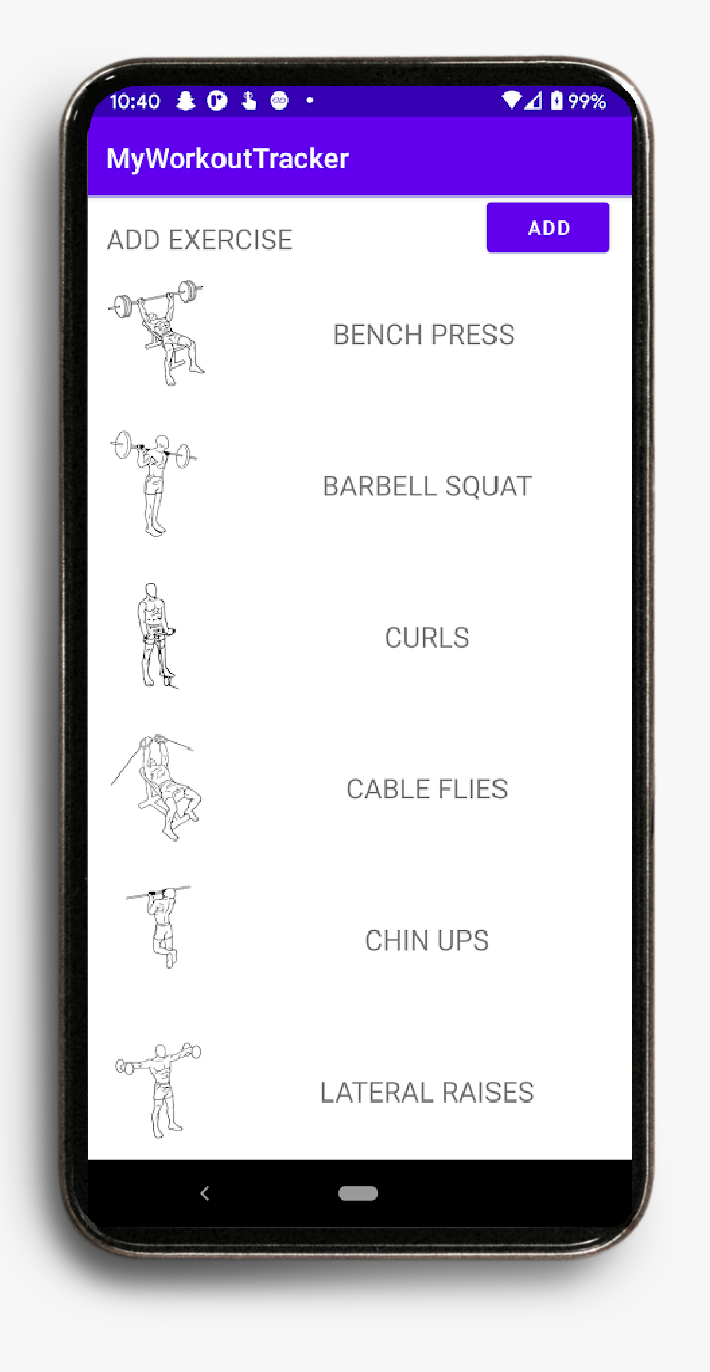 10:40 99%
MyWorkoutTracker
ADD EXERCISE
ADD
BENCH PRESS
BARBELL SQUAT
CURLS
CABLE FLIES
CHIN UPS
LATERAL RAISES